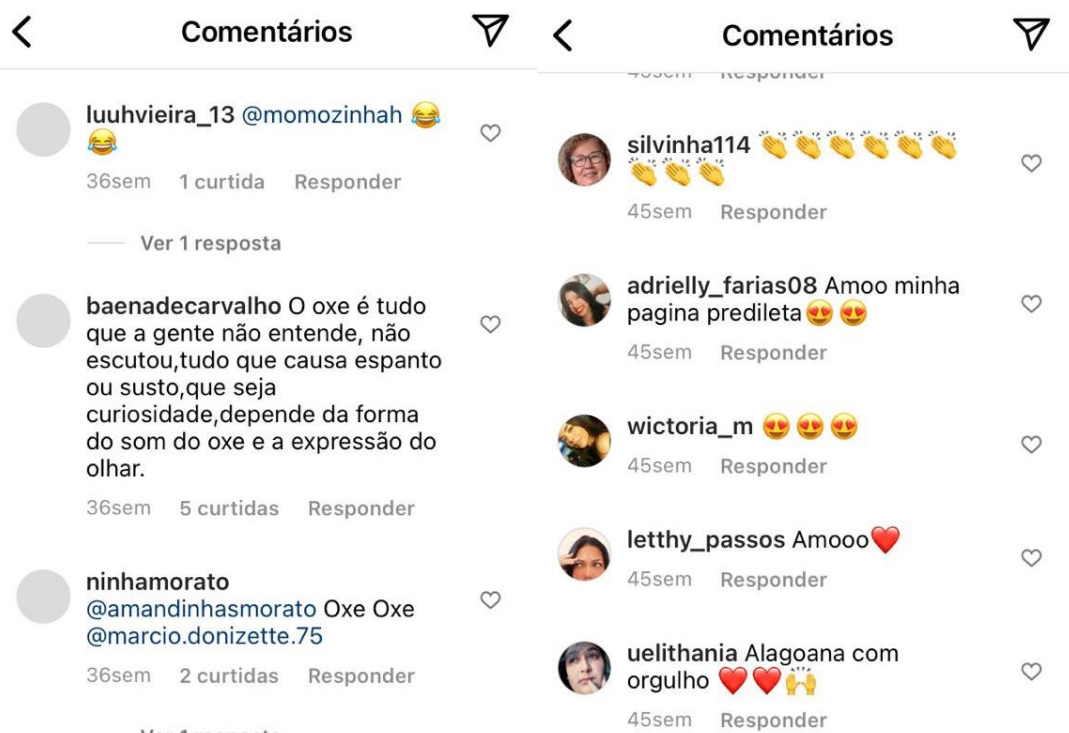 Comentários
luuhvieira_13 @momozinhah 😂
😂
36sem 1 curtida Responder
Ver 1 resposta
baenadecarvalho O oxe é tudo
que a gente não entende, não
escutou,tudo que causa espanto
ou susto,que seja
curiosidade,depende da forma
do som do oxe e a expressão do
olhar.
36sem 5 curtidas Responder
ninhamorato
@amandinhasmorato Oxe Oxe
@marcio.donizette.75
36sem 2 curtidas Responder
Comentários
Responder
silvinha114 👏👏👏👏👏👏
👏👏👏
45sem Responder
adrielly_farias08 Amoo minha
pagina predileta😍😍
45sem Responder
wictoria_m 😍😍😍
45sem Responder
letthy_passos Amooo❤️
45sem Responder
uelithania Alagoana com
orgulho ❤️❤️🙌
45sem Responder